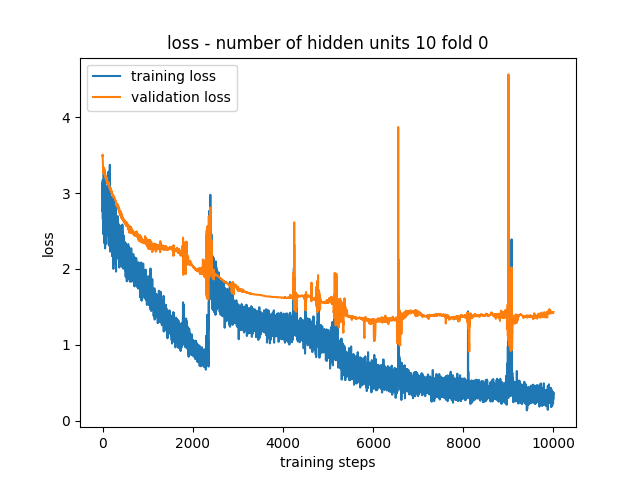 loss - number of hidden units 10 fold 0
training loss
validation loss
4
3
2
1
0
loss
0
2000
4000
6000
8000
10000
training steps